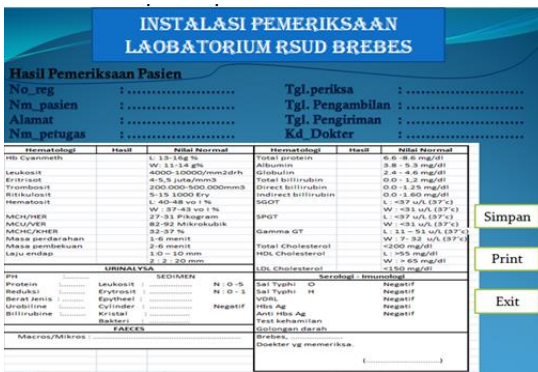 INSTALASI PEMERIKSAAN
LAOBATORIUM RSUD BREBES
Hasil Pemeriksaan Pasien
No_reg : ................... Tgl.periksa : ...................
Nm_pasien : ................... Tgl. Pengambilan : ...................
Alamat : ................... Tgl. Pengiriman : ...................
Nm_petugas : ................... Kd_Dokter : ...................
Hematologi Hasil Nilai Normal Hematologi Hasil Nilai Normal
Hb Cyanmeth L: 13-16g % Total protein 6.6 -8.6 mg/dl
W: 11-14 g% Albumin 3.8 - 5.3 mg/dl
Leukosit 4000-10000/mm2drh Globulin 2.4 - 4.6 mg/dl
Eritrisot 4-5,5 juta/mm3 Total billirubin 0.0 - 1,2 mg/dl
Trombosit 200.000-500.000mm3 Direct billirubin 0.0 -1.25 mg/dl
Ritikulosit 5-15 1000 Ery Indirect billirubin 0.0 -1.60 mg/dl
Hematosit L: 40-48 vo l % SGOT L : <37 u/L (37'c)
W : 37-43 vo l % W : <31 u/L (37'c)
MCH/HER 27-31 Pikogram SPGT L : <37 u/L (37'c)
MCU/VER 82-92 Mikrokubik W : <31 u/L (37'c)
MCHC/KHER 32-37 % Gamma GT L : 11 – 51 u/L (37'c)
Masa perdarahan 1-6 menit W : 7- 32 u/L (37'c)
Masa pembekuan 2-6 menit Total Cholesterol <200 mg/dl
Laju endap 1:0 – 10 mm HDL Cholesterol L : >55 mg/dl
2 : 2 : 20 mm W : > 65 mg/dl
URINALYSA LDL Cholesterol <150 mg/dl
PH :........ SEDIMEN Serologi - Imunologi
Protein :........ Leukosit : ............ N : 0 -5 Sal Typhi O Negatif
Reduksi :........ Erytrosit : ............ N : 0 - 1 Sal Typhi H Negatif
Berat Jenis :........ Epytheel : ............ VDRL Negatif
Urobiline :........ Cylinder : ............ Negatif Hbs Ag Negati
Billirubine :........ Kristal : ............ Anti Hbs Ag Negatif
Bakteri : ............ Test kehamilan
FAECES Golongan darah
Macros/Mikros : ........................................ Brebes, ....................
Doekter yg memeriksa.
(........................)
Simpan
Print
Exit